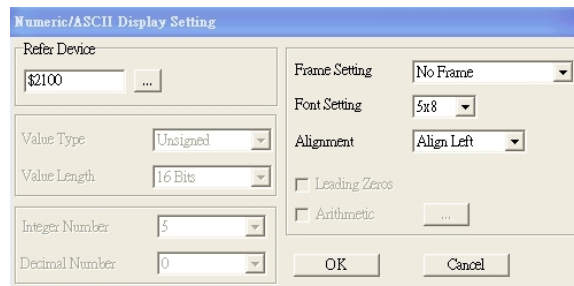 Numeric/ASCII Display Setting
Refer Device
$2100
...
Value Type
Unsigned
Value Length
16 Bits
Integer Number
5
Decimal Number
0
Frame Setting
No Frame
Font Setting
5x8
Alignment
Align Left
Leading Zeros
Arithmetic
...
OK
Cancel